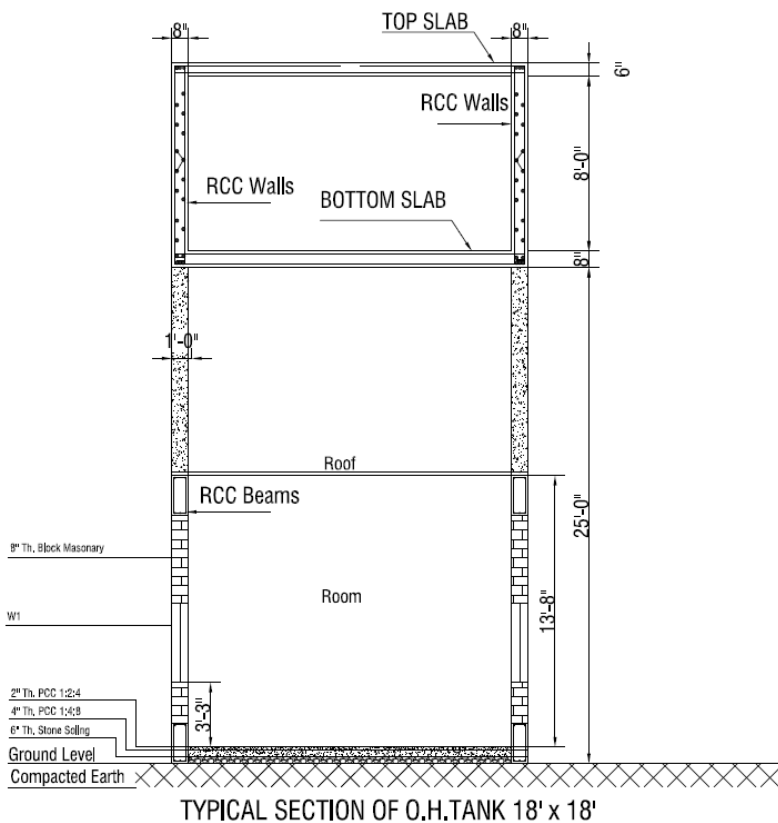 8" TOP SLAB 8"
6"
RCC Walls
8'-0"
RCC Walls
BOTTOM SLAB
8"
1'-0"
Roof
RCC Beams
25'-0"
8" Th. Block Masonary
Room
13'-8"
W1
2" Th. PCC 1:2:4
3'-3"
4" Th. PCC 1:4:8
6" Th. Stone Soling
Ground Level
Compacted Earth
TYPICAL SECTION OF O.H.TANK 18' x 18'